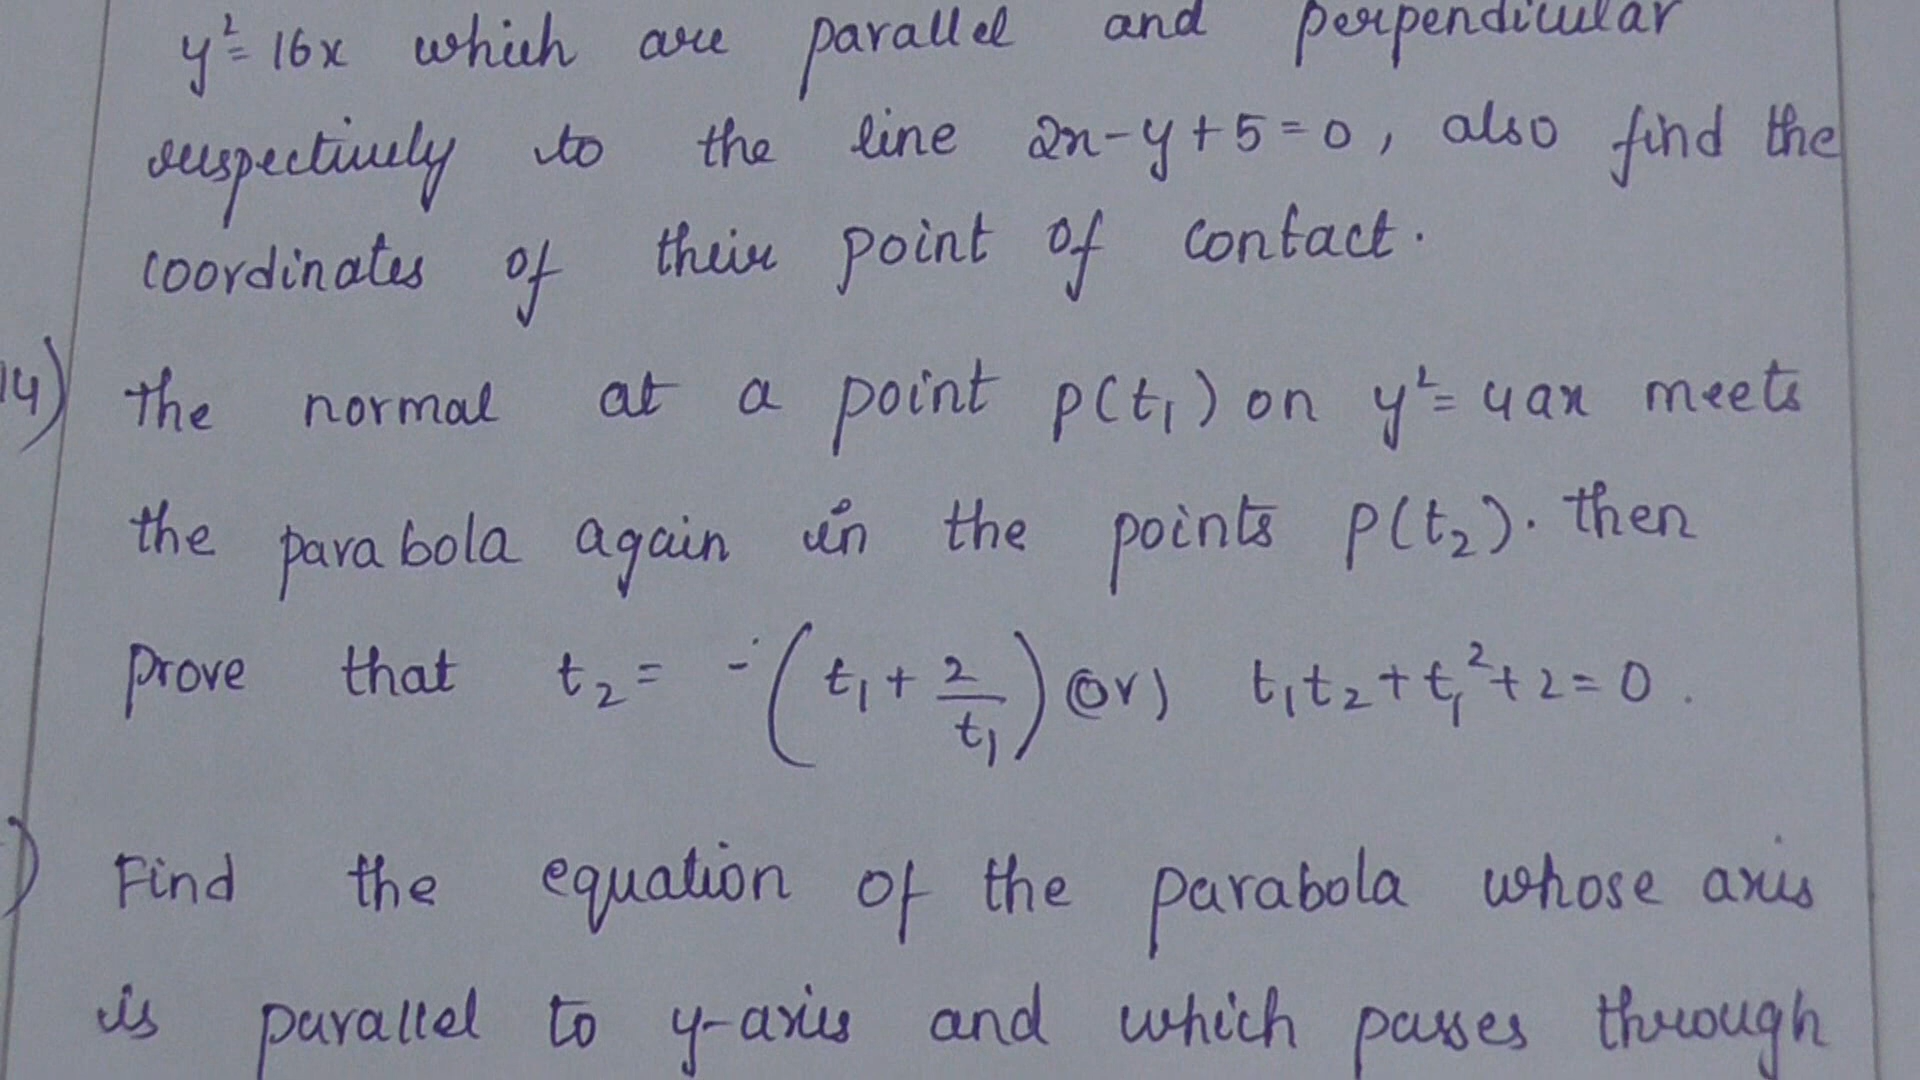 y²= 16x which are parallel and perpendicular
respectively to the line 2x-y+5=0, also find the
coordinates of their point of contact.
14) The normal at a point P(t₁) on y²= 4ax meets
the parabola again in the points P(t₂). then
prove that t₂ = -(t₁ + 2/t₁) (or) t₁t₂ + t₁² + 2 = 0.
) Find the equation of the parabola whose axis
is parallel to y-axis and which passes through